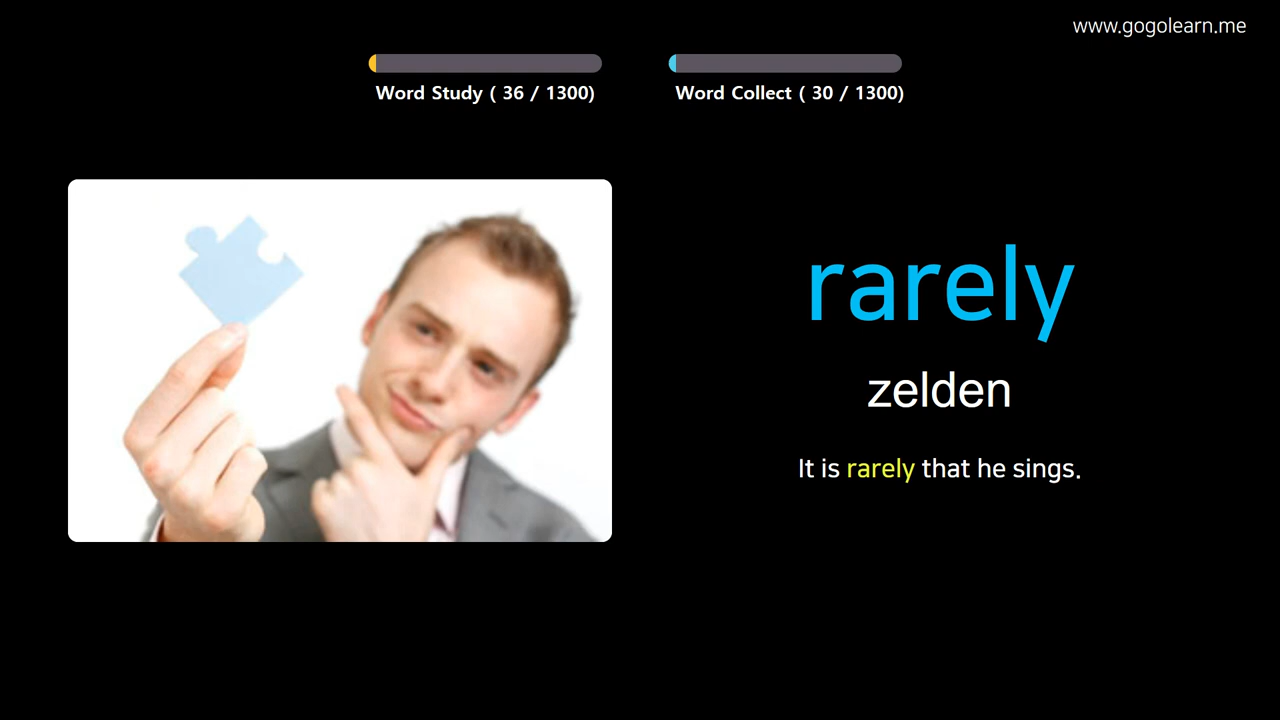 www.gogolearn.me
Word Study ( 36 / 1300)
Word Collect ( 30 / 1300)
rarely
zelden
It is rarely that he sings.